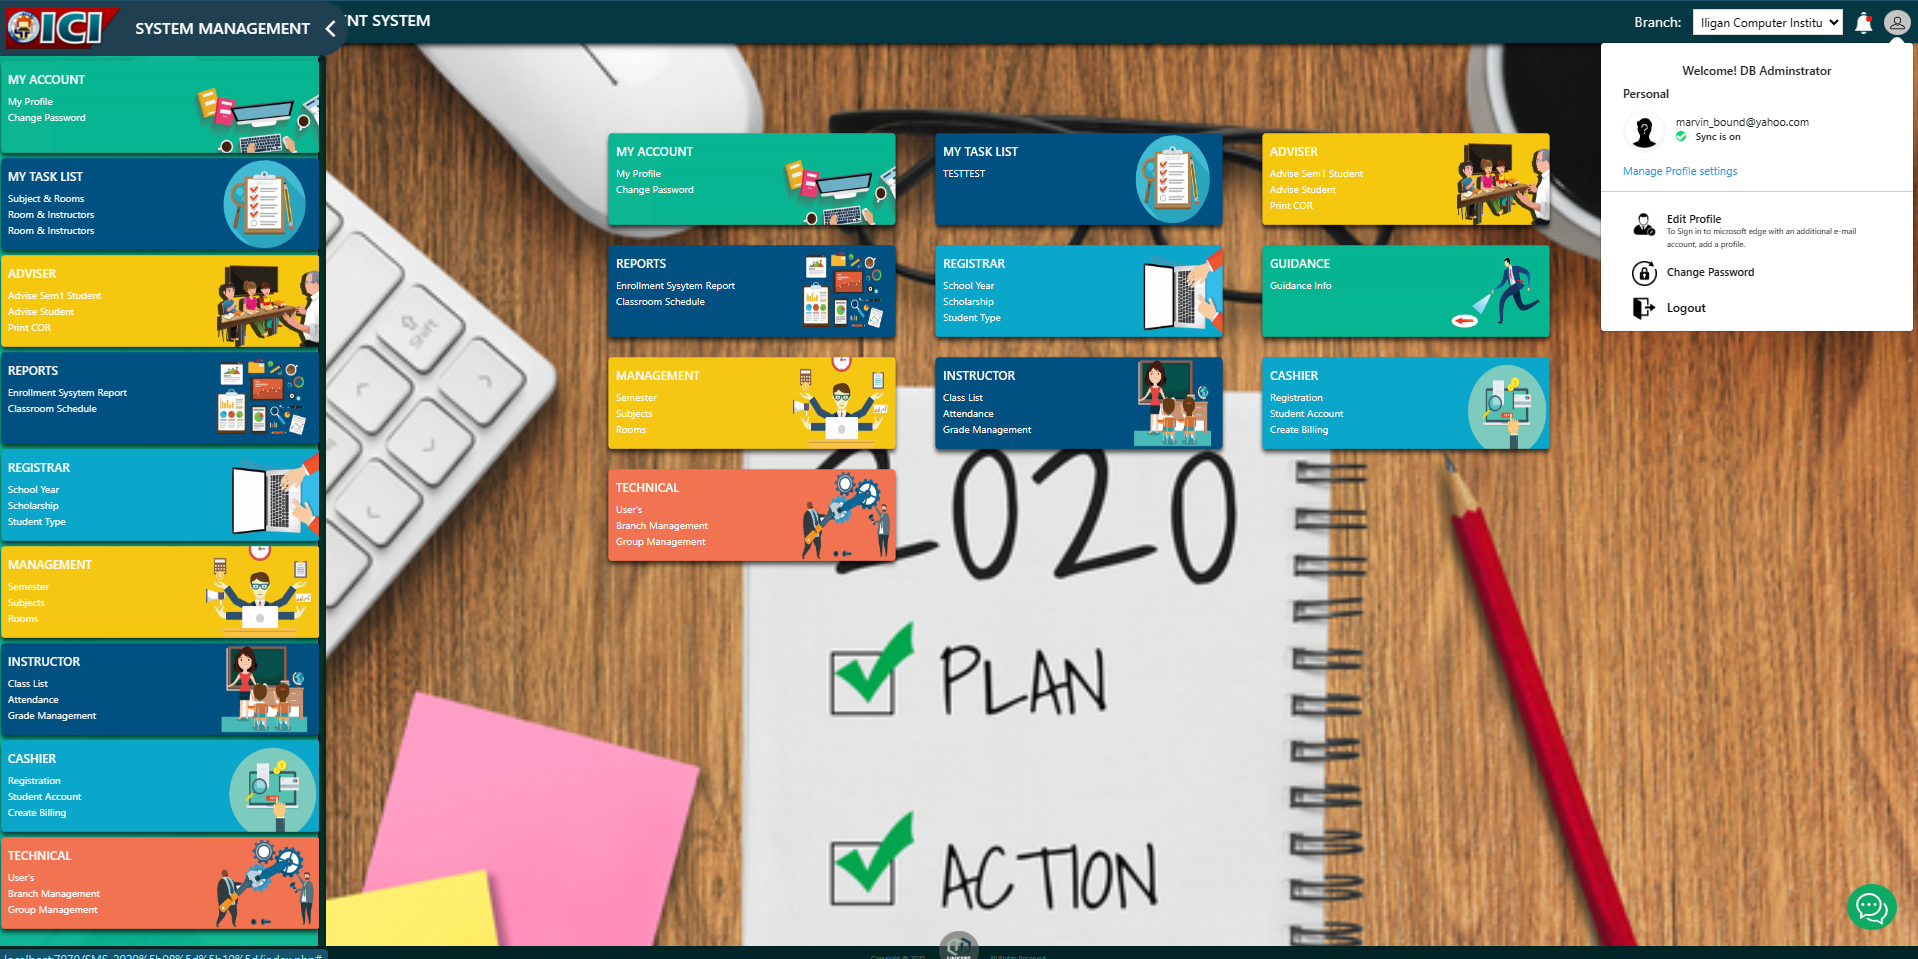 ICI
SYSTEM MANAGEMENT
NT SYSTEM
Branch:
Iligan Computer Institu
MY ACCOUNT
My Profile
Change Password
MY TASK LIST
Subject & Rooms
Room & Instructors
Room & Instructors
ADVISER
Advise Sem1 Student
Advise Student
Print COR
REPORTS
Enrollment Sysytem Report
Classroom Schedule
REGISTRAR
School Year
Scholarship
Student Type
MANAGEMENT
Semester
Subjects
Rooms
INSTRUCTOR
Class List
Attendance
Grade Management
CASHIER
Registration
Student Account
Create Billing
TECHNICAL
User's
Branch Management
Group Management
MY ACCOUNT
My Profile
Change Password
MY TASK LIST
TESTTEST
ADVISER
Advise Sem1 Student
Advise Student
Print COR
REPORTS
Enrollment Sysytem Report
Classroom Schedule
REGISTRAR
School Year
Scholarship
Student Type
GUIDANCE
Guidance Info
MANAGEMENT
Semester
Subjects
Rooms
INSTRUCTOR
Class List
Attendance
Grade Management
CASHIER
Registration
Student Account
Create Billing
TECHNICAL
User's
Branch Management
Group Management
Welcome! DB Adminstrator
Personal
marvin_bound@yahoo.com
Sync is on
Manage Profile settings
Edit Profile
To Sign in to microsoft edge with an additional e-mail
account, add a profile.
Change Password
Logout
Shift
2020
PLAN
ACTION
Copyright © 2020
All Rights Reserved